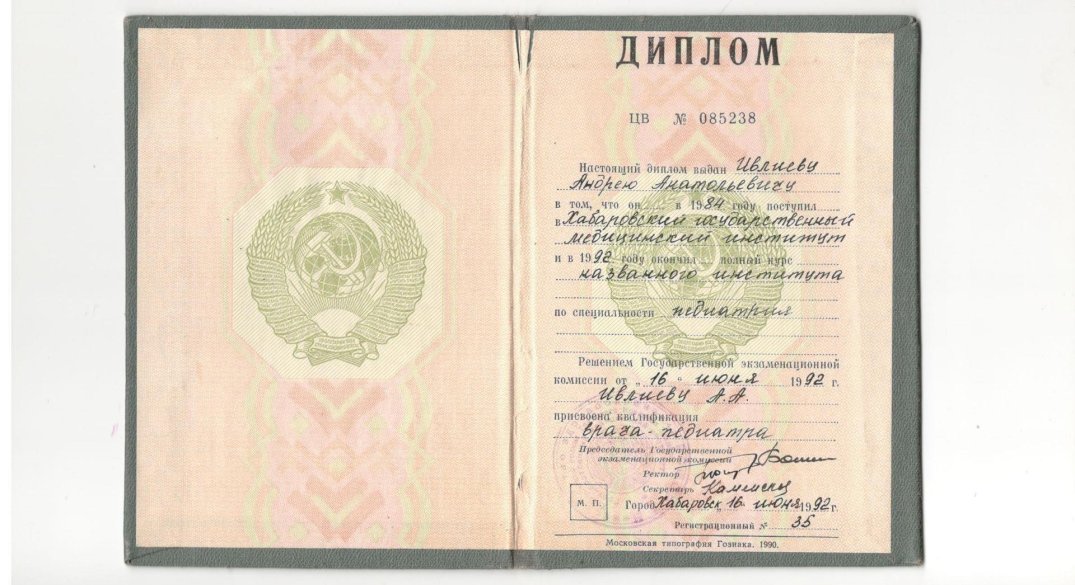 ДИПЛОМ
ЦВ № 085238
Настоящий диплом выдан Ивлиеву
Андрею Анатольевичу
в том, что он в 1984 году поступил
в Хабаровский государственный
медицинский институт
и в 1992 году окончил полный курс
названного института
по специальности педиатрия
Решением Государственной экзаменационной
комиссии от „16" июня 1992 г.
Ивлиеву А.А.
присвоена квалификация
врача-педиатра
Председатель Государственной
экзаменационной комиссии
Ректор
Секретарь
М. П.
Город Хабаровск „16" июня 1992 г.
Регистрационный № 35
Московская типография Гознака. 1990.